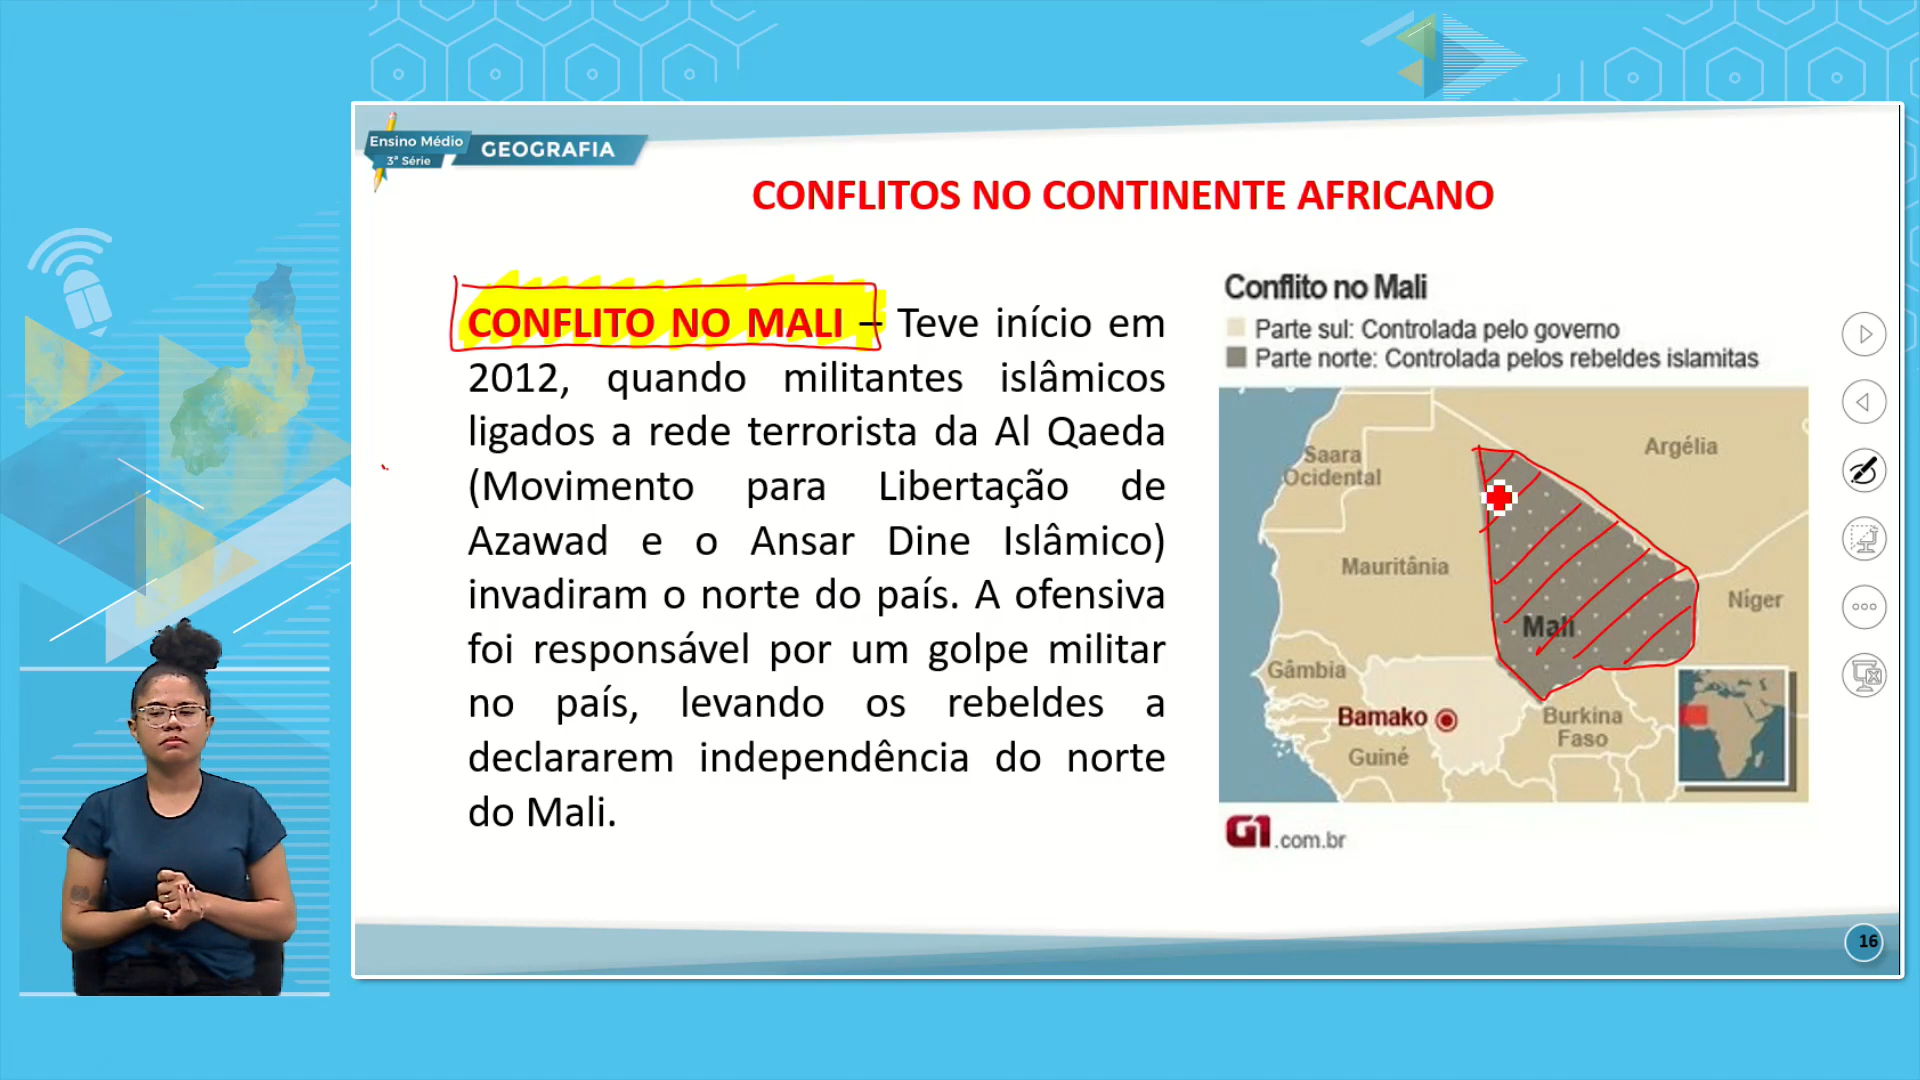 Ensino Médio
3ª Série
GEOGRAFIA
CONFLITOS NO CONTINENTE AFRICANO
CONFLITO NO MALI – Teve início em
2012, quando militantes islâmicos
ligados a rede terrorista da Al Qaeda
(Movimento para Libertação de
Azawad e o Ansar Dine Islâmico)
invadiram o norte do país. A ofensiva
foi responsável por um golpe militar
no país, levando os rebeldes a
declararem independência do norte
do Mali.
Conflito no Mali
Parte sul: Controlada pelo governo
Parte norte: Controlada pelos rebeldes islamitas
Saara
Ocidental
Argélia
Mauritânia
Níger
Mali
Gâmbia
Bamako
Burkina
Faso
Guiné
G1.com.br
16